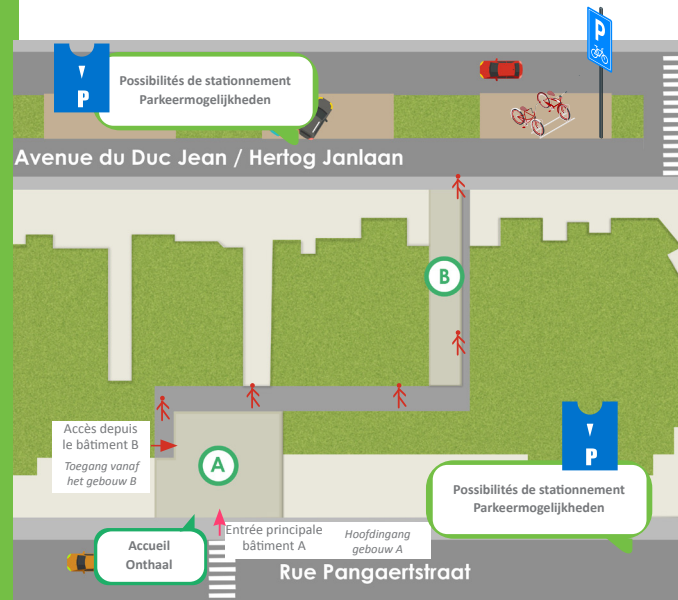 P
Possibilités de stationnement
Parkeermogelijkheden
P
Avenue du Duc Jean / Hertog Janlaan
B
Accès depuis
le bâtiment B
Toegang vanaf
het gebouw B
A
P
Possibilités de stationnement
Parkeermogelijkheden
Entrée principale
bâtiment A
Hoofdingang
gebouw A
Accueil
Onthaal
Rue Pangaertstraat